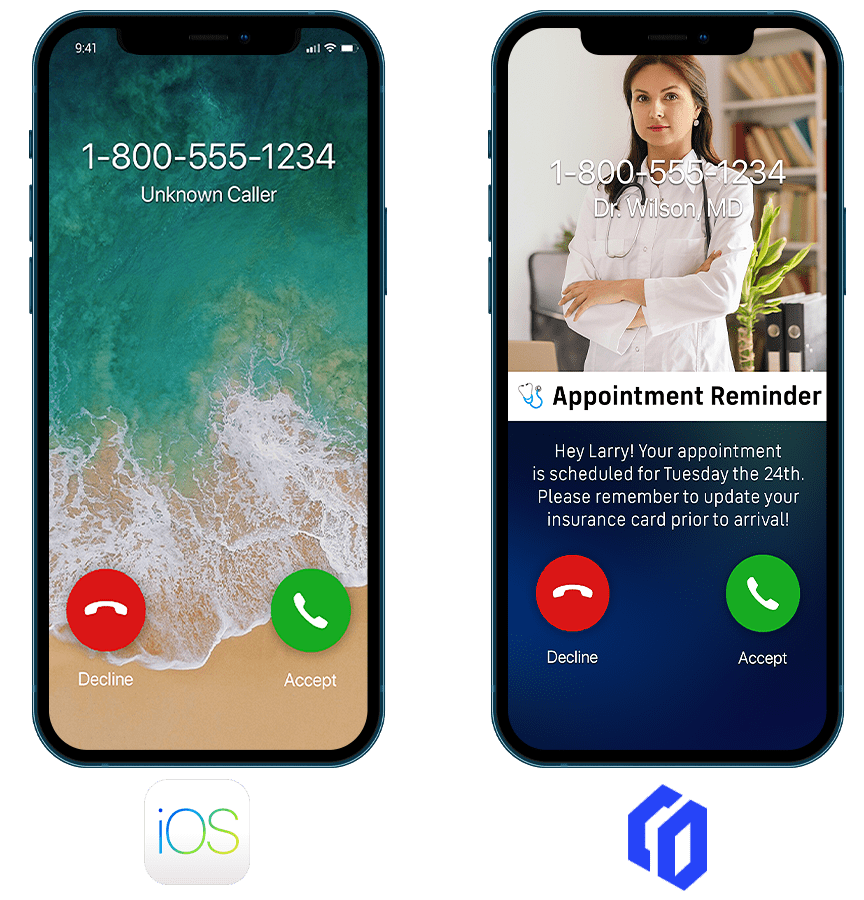 9:41
1-800-555-1234
Unknown Caller
Decline
Accept
iOS
1-800-555-1234
Dr. Wilson, MD
Appointment Reminder
Hey Larry! Your appointment
is scheduled for Tuesday the 24th.
Please remember to update your
insurance card prior to arrival!
Decline
Accept